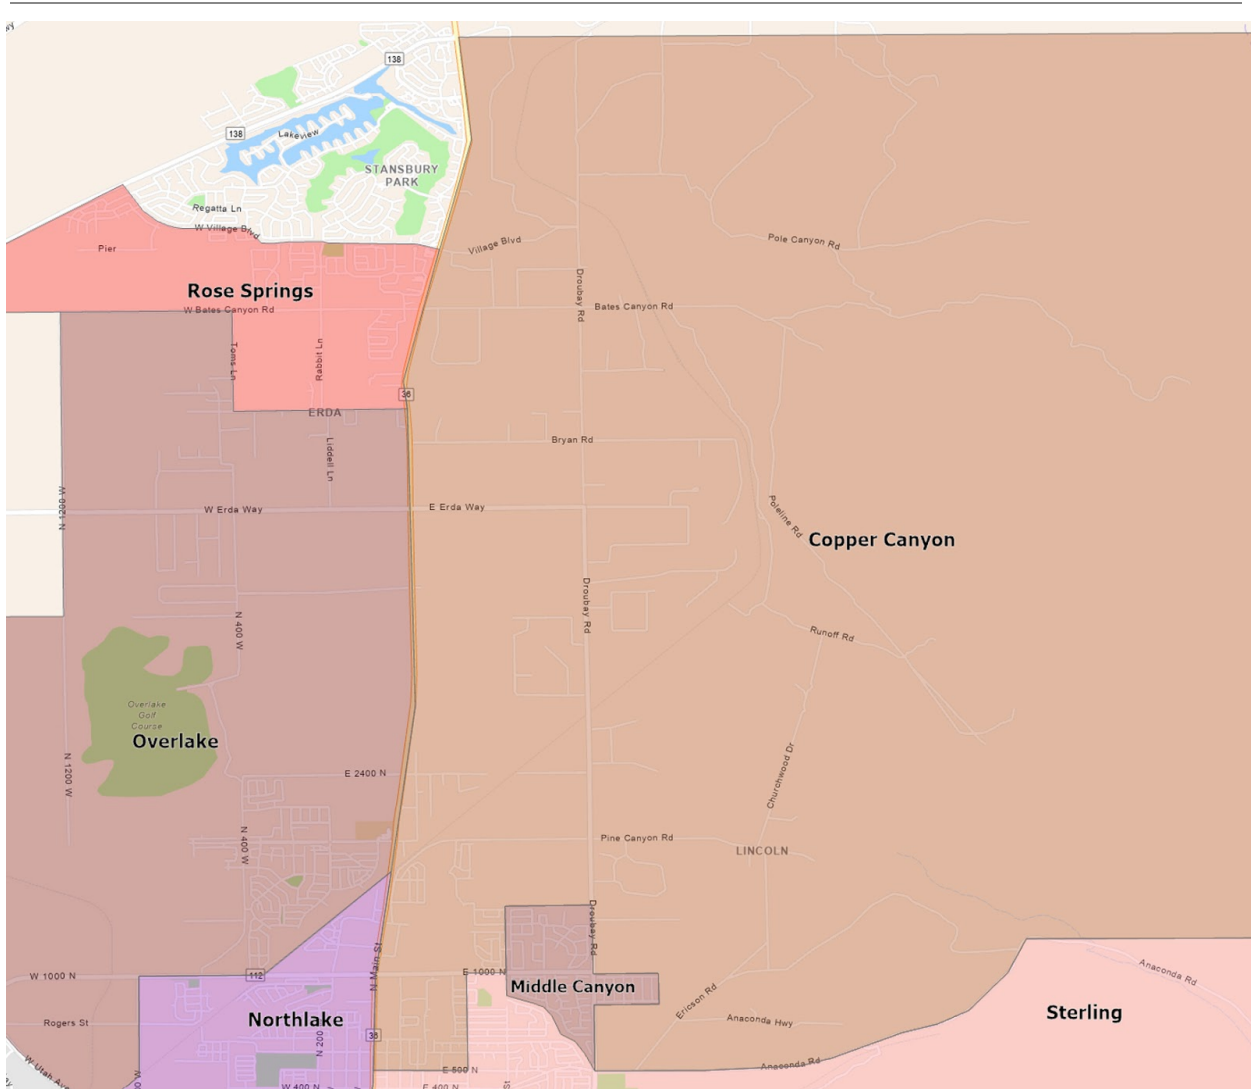 138
138
Lakeview
STANSBURY
PARK
Regatta Ln
W Village Blvd
Pier
Village Blvd
Pole Canyon Rd
Rose Springs
W Bates Canyon Rd
Droubay Rd
Bates Canyon Rd
Toms Ln
Rabbit Ln
36
ERDA
Liddell Ln
Bryan Rd
N 1200 W
W Erda Way
E Erda Way
Poleline Rd
Copper Canyon
Droubay Rd
N 400 W
Runoff Rd
Overlake
Golf
Course
Overlake
N 1200 W
E 2400 N
Churchwood Dr
N 400 W
Pine Canyon Rd
LINCOLN
Droubay Rd
N Main St
W 1000 N
112
E 1000 N
Anaconda Rd
Middle Canyon
Ericson Rd
Rogers St
Northlake
N 200
Anaconda Hwy
Sterling
36
W Utah Ave
E 500 N
Anaconda Rd
W 400 N
E 400 N
St